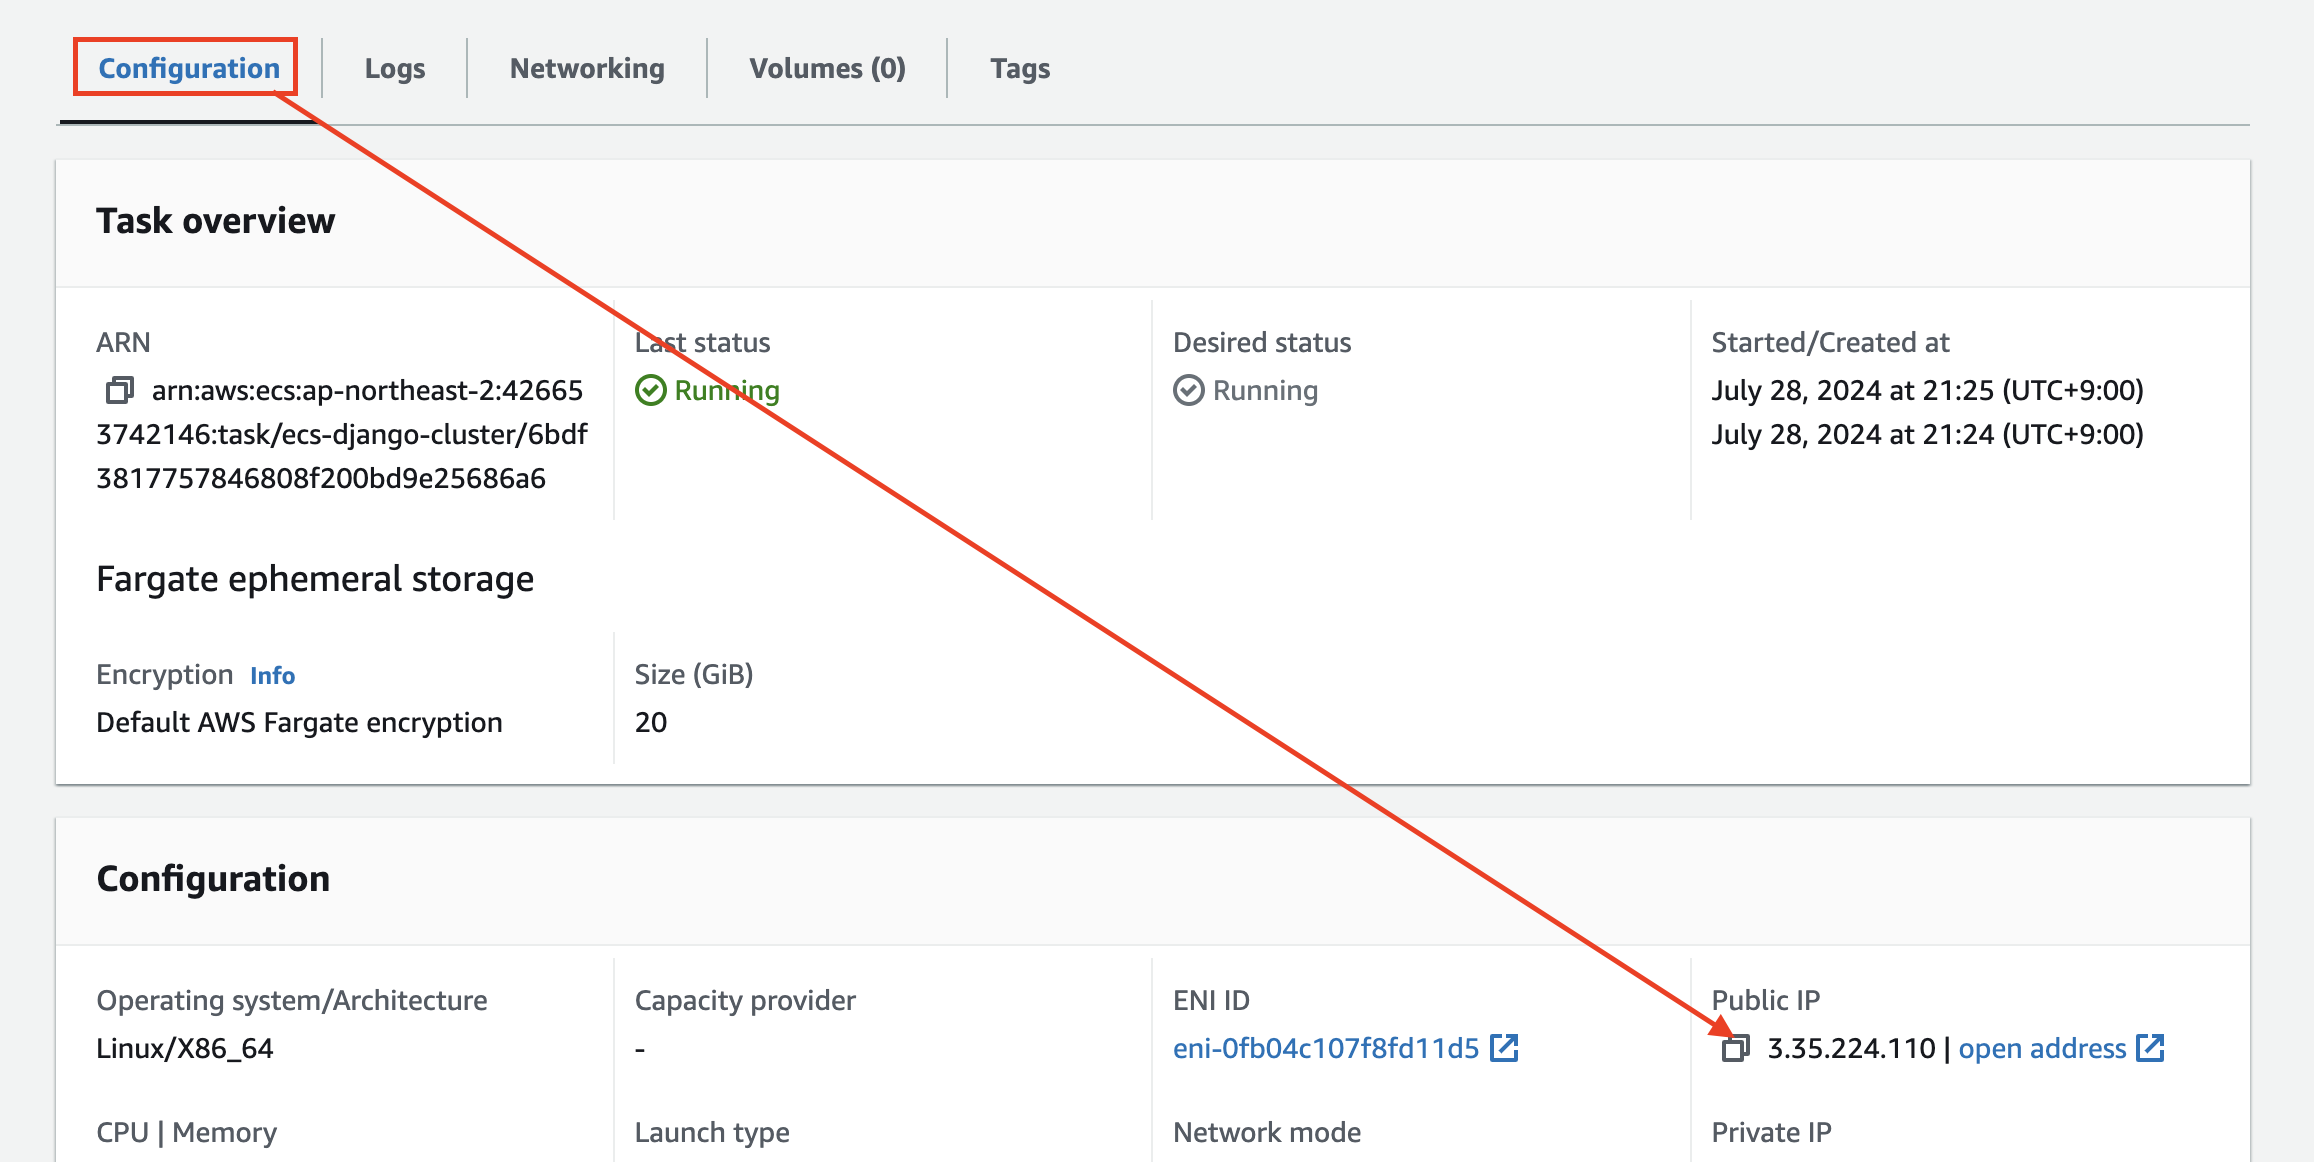 Configuration
Logs
Networking
Volumes (0)
Tags
Task overview
ARN
arn:aws:ecs:ap-northeast-2:42665
3742146:task/ecs-django-cluster/6bdf
3817757846808f200bd9e25686a6
Last status
Running
Desired status
Running
Started/Created at
July 28, 2024 at 21:25 (UTC+9:00)
July 28, 2024 at 21:24 (UTC+9:00)
Fargate ephemeral storage
Encryption Info
Default AWS Fargate encryption
Size (GiB)
20
Configuration
Operating system/Architecture
Linux/X86_64
Capacity provider
-
ENI ID
eni-0fb04c107f8fd11d5
Public IP
3.35.224.110 | open address
CPU | Memory
Launch type
Network mode
Private IP